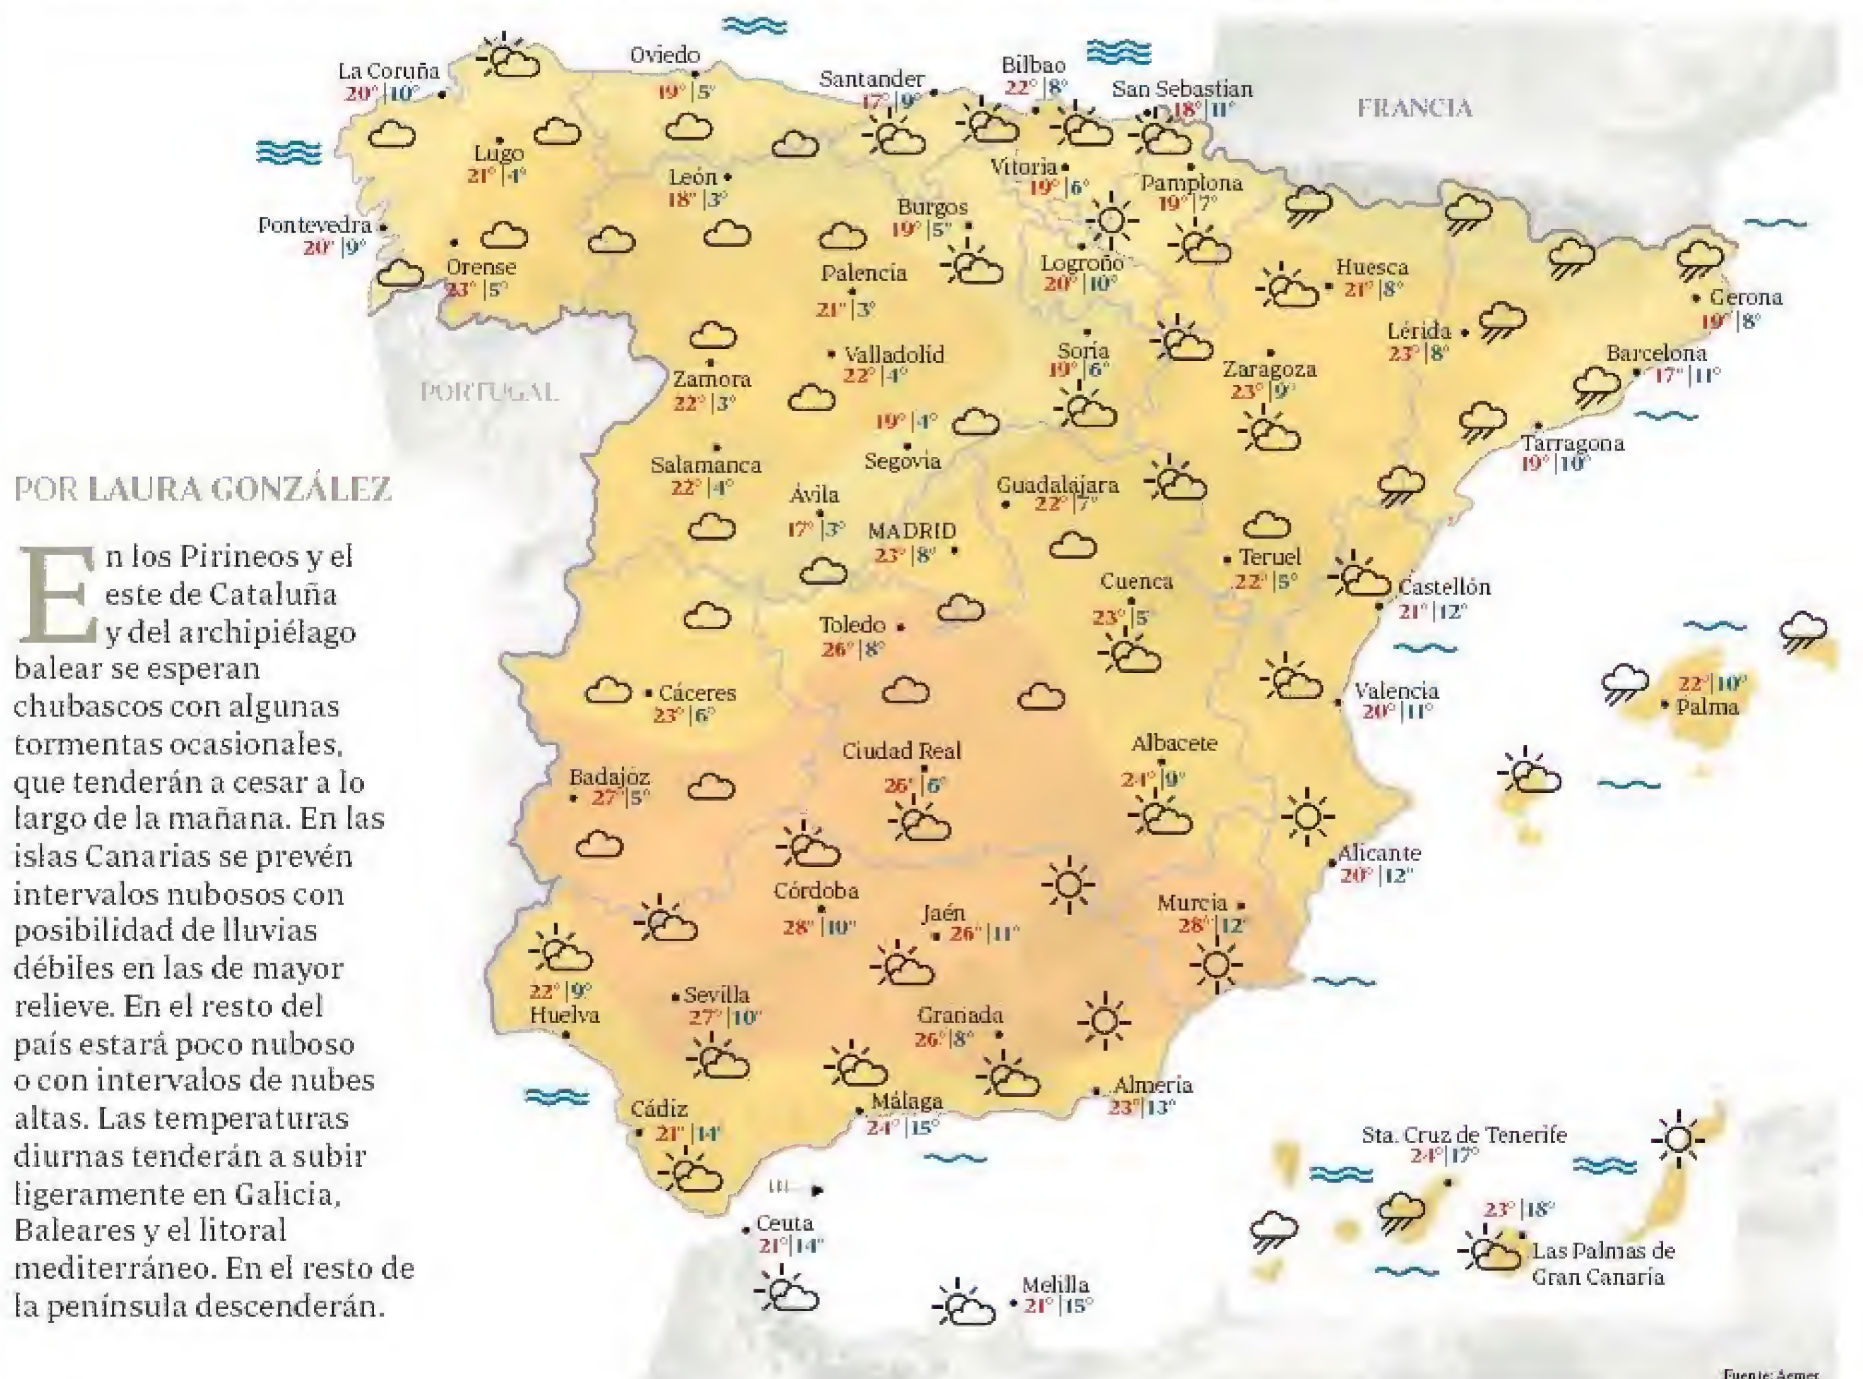 La Coruña
20°|10°
Oviedo
19°|5°
Santander
17°|9°
Bilbao
22°|8°
San Sebastian
18°|11°
FRANCIA
Lugo
21°|4°
León
18°|3°
Vitoria
19°|6°
Pamplona
19°|7°
Pontevedra
20°|9°
Orense
23°|5°
Burgos
19°|5°
Palencia
21°|3°
Logroño
20°|10°
Huesca
21°|8°
Gerona
19°|8°
Lérida
23°|8°
Barcelona
17°|11°
PORTUGAL
Zamora
22°|3°
Valladolid
22°|4°
Soria
19°|6°
Zaragoza
23°|9°
19°|4°
Segovia
Tarragona
19°|10°
Salamanca
22°|4°
Ávila
17°|3°
MADRID
23°|8°
Guadalajara
22°|7°
Teruel
22°|5°
Cuenca
23°|5°
Castellón
21°|12°
Toledo
26°|8°
Cáceres
23°|6°
Valencia
20°|11°
22°|10°
Palma
Badajóz
27°|5°
Ciudad Real
26°|6°
Albacete
24°|9°
Alicante
20°|12°
Córdoba
28°|10°
Jaén
26°|11°
Murcia
28°|12°
22°|9°
Huelva
Sevilla
27°|10°
Granada
26°|8°
Almería
23°|13°
Cádiz
21°|14°
Málaga
24°|15°
Ceuta
21°|14°
Melilla
21°|15°
Sta. Cruz de Tenerife
24°|17°
23°|18°
Las Palmas de
Gran Canaria
POR LAURA GONZÁLEZ
En los Pirineos y el
este de Cataluña
y del archipiélago
balear se esperan
chubascos con algunas
tormentas ocasionales,
que tenderán a cesar a lo
largo de la mañana. En las
islas Canarias se prevén
intervalos nubosos con
posibilidad de lluvias
débiles en las de mayor
relieve. En el resto del
país estará poco nuboso
o con intervalos de nubes
altas. Las temperaturas
diurnas tenderán a subir
ligeramente en Galicia,
Baleares y el litoral
mediterráneo. En el resto de
la península descenderán.
Fuente: Aemet